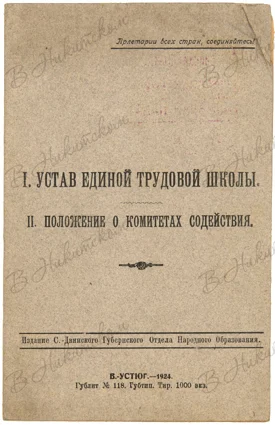 Пролетарии всех стран, соединяйтесь!
I. УСТАВ ЕДИНОЙ ТРУДОВОЙ ШКОЛЫ.
II. ПОЛОЖЕНИЕ О КОМИТЕТАХ СОДЕЙСТВИЯ.
Издание С.-Двинского Губернского Отдела Народного Образования.
В.-УСТЮГ.—1924.
Гублит № 118. Губтип. Тир. 1000 экз.
В Никитском